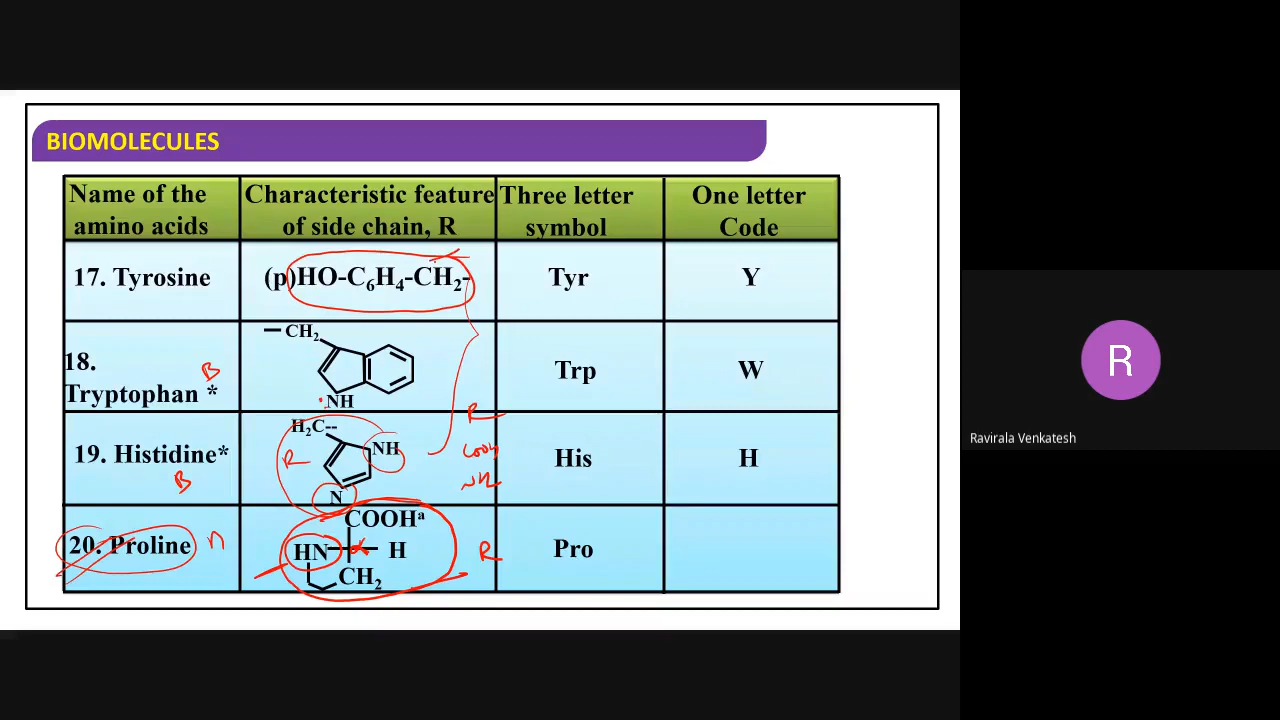 BIOMOLECULES
Name of the
amino acids
Characteristic feature
of side chain, R
Three letter
symbol
One letter
Code
17. Tyrosine
(p)HO-C₆H₄-CH₂-
Tyr
Y
18.
Tryptophan *
B
CH₂
NH
Trp
W
19. Histidine*
B
H₂C--
NH
N
R
R
COOH
His
H
20. Proline
n
COOHᵃ
HN
α
H
CH₂
R
Pro
R
Ravirala Venkatesh